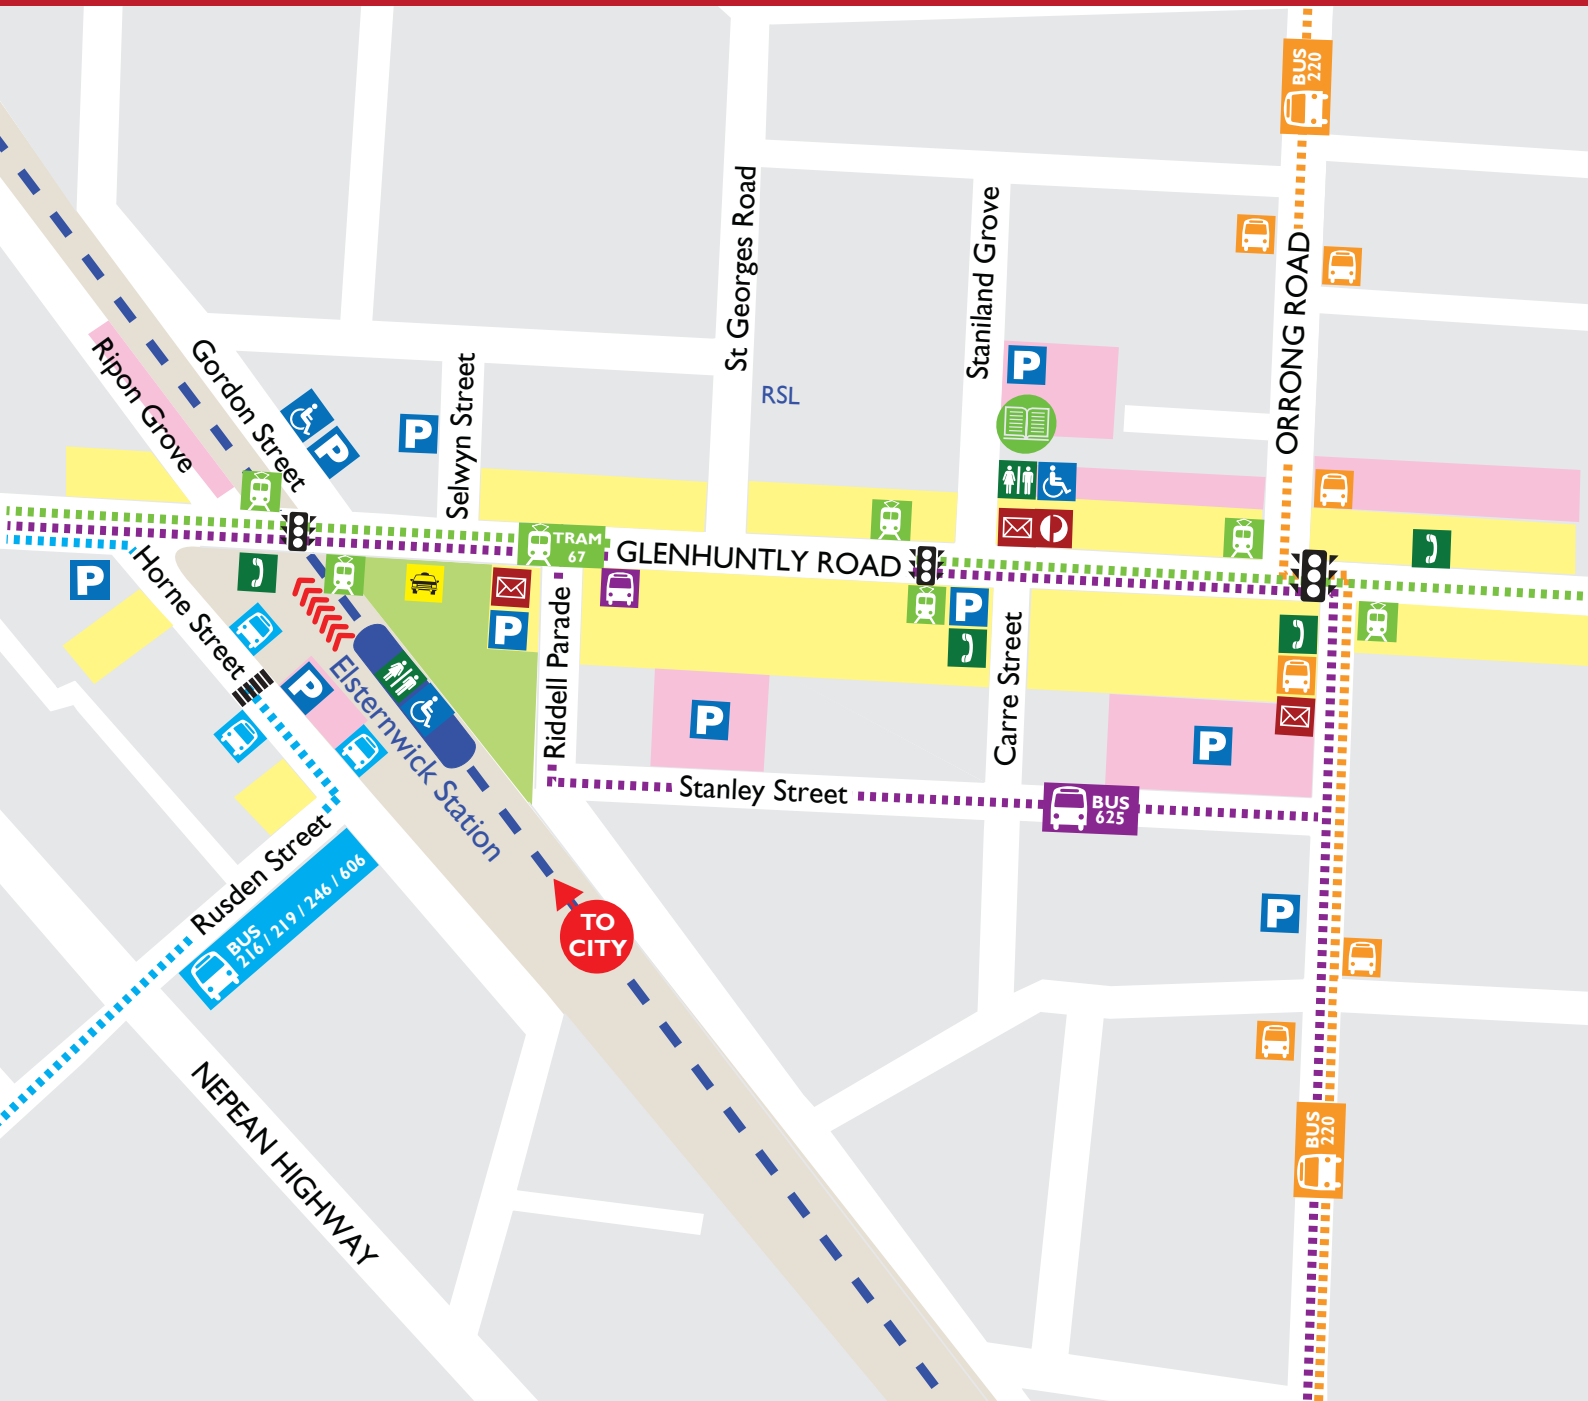 BUS
220
St Georges Road
Staniland Grove
ORRONG ROAD
Ripon Grove
Gordon Street
P
P
Selwyn Street
RSL
P
TRAM
67
GLENHUNTLY ROAD
P
Horne Street
P
P
Riddell Parade
Carre Street
P
Elsternwick Station
P
P
Stanley Street
BUS
625
Rusden Street
BUS
216 / 219 / 246 / 606
TO
CITY
P
NEPEAN HIGHWAY
BUS
220